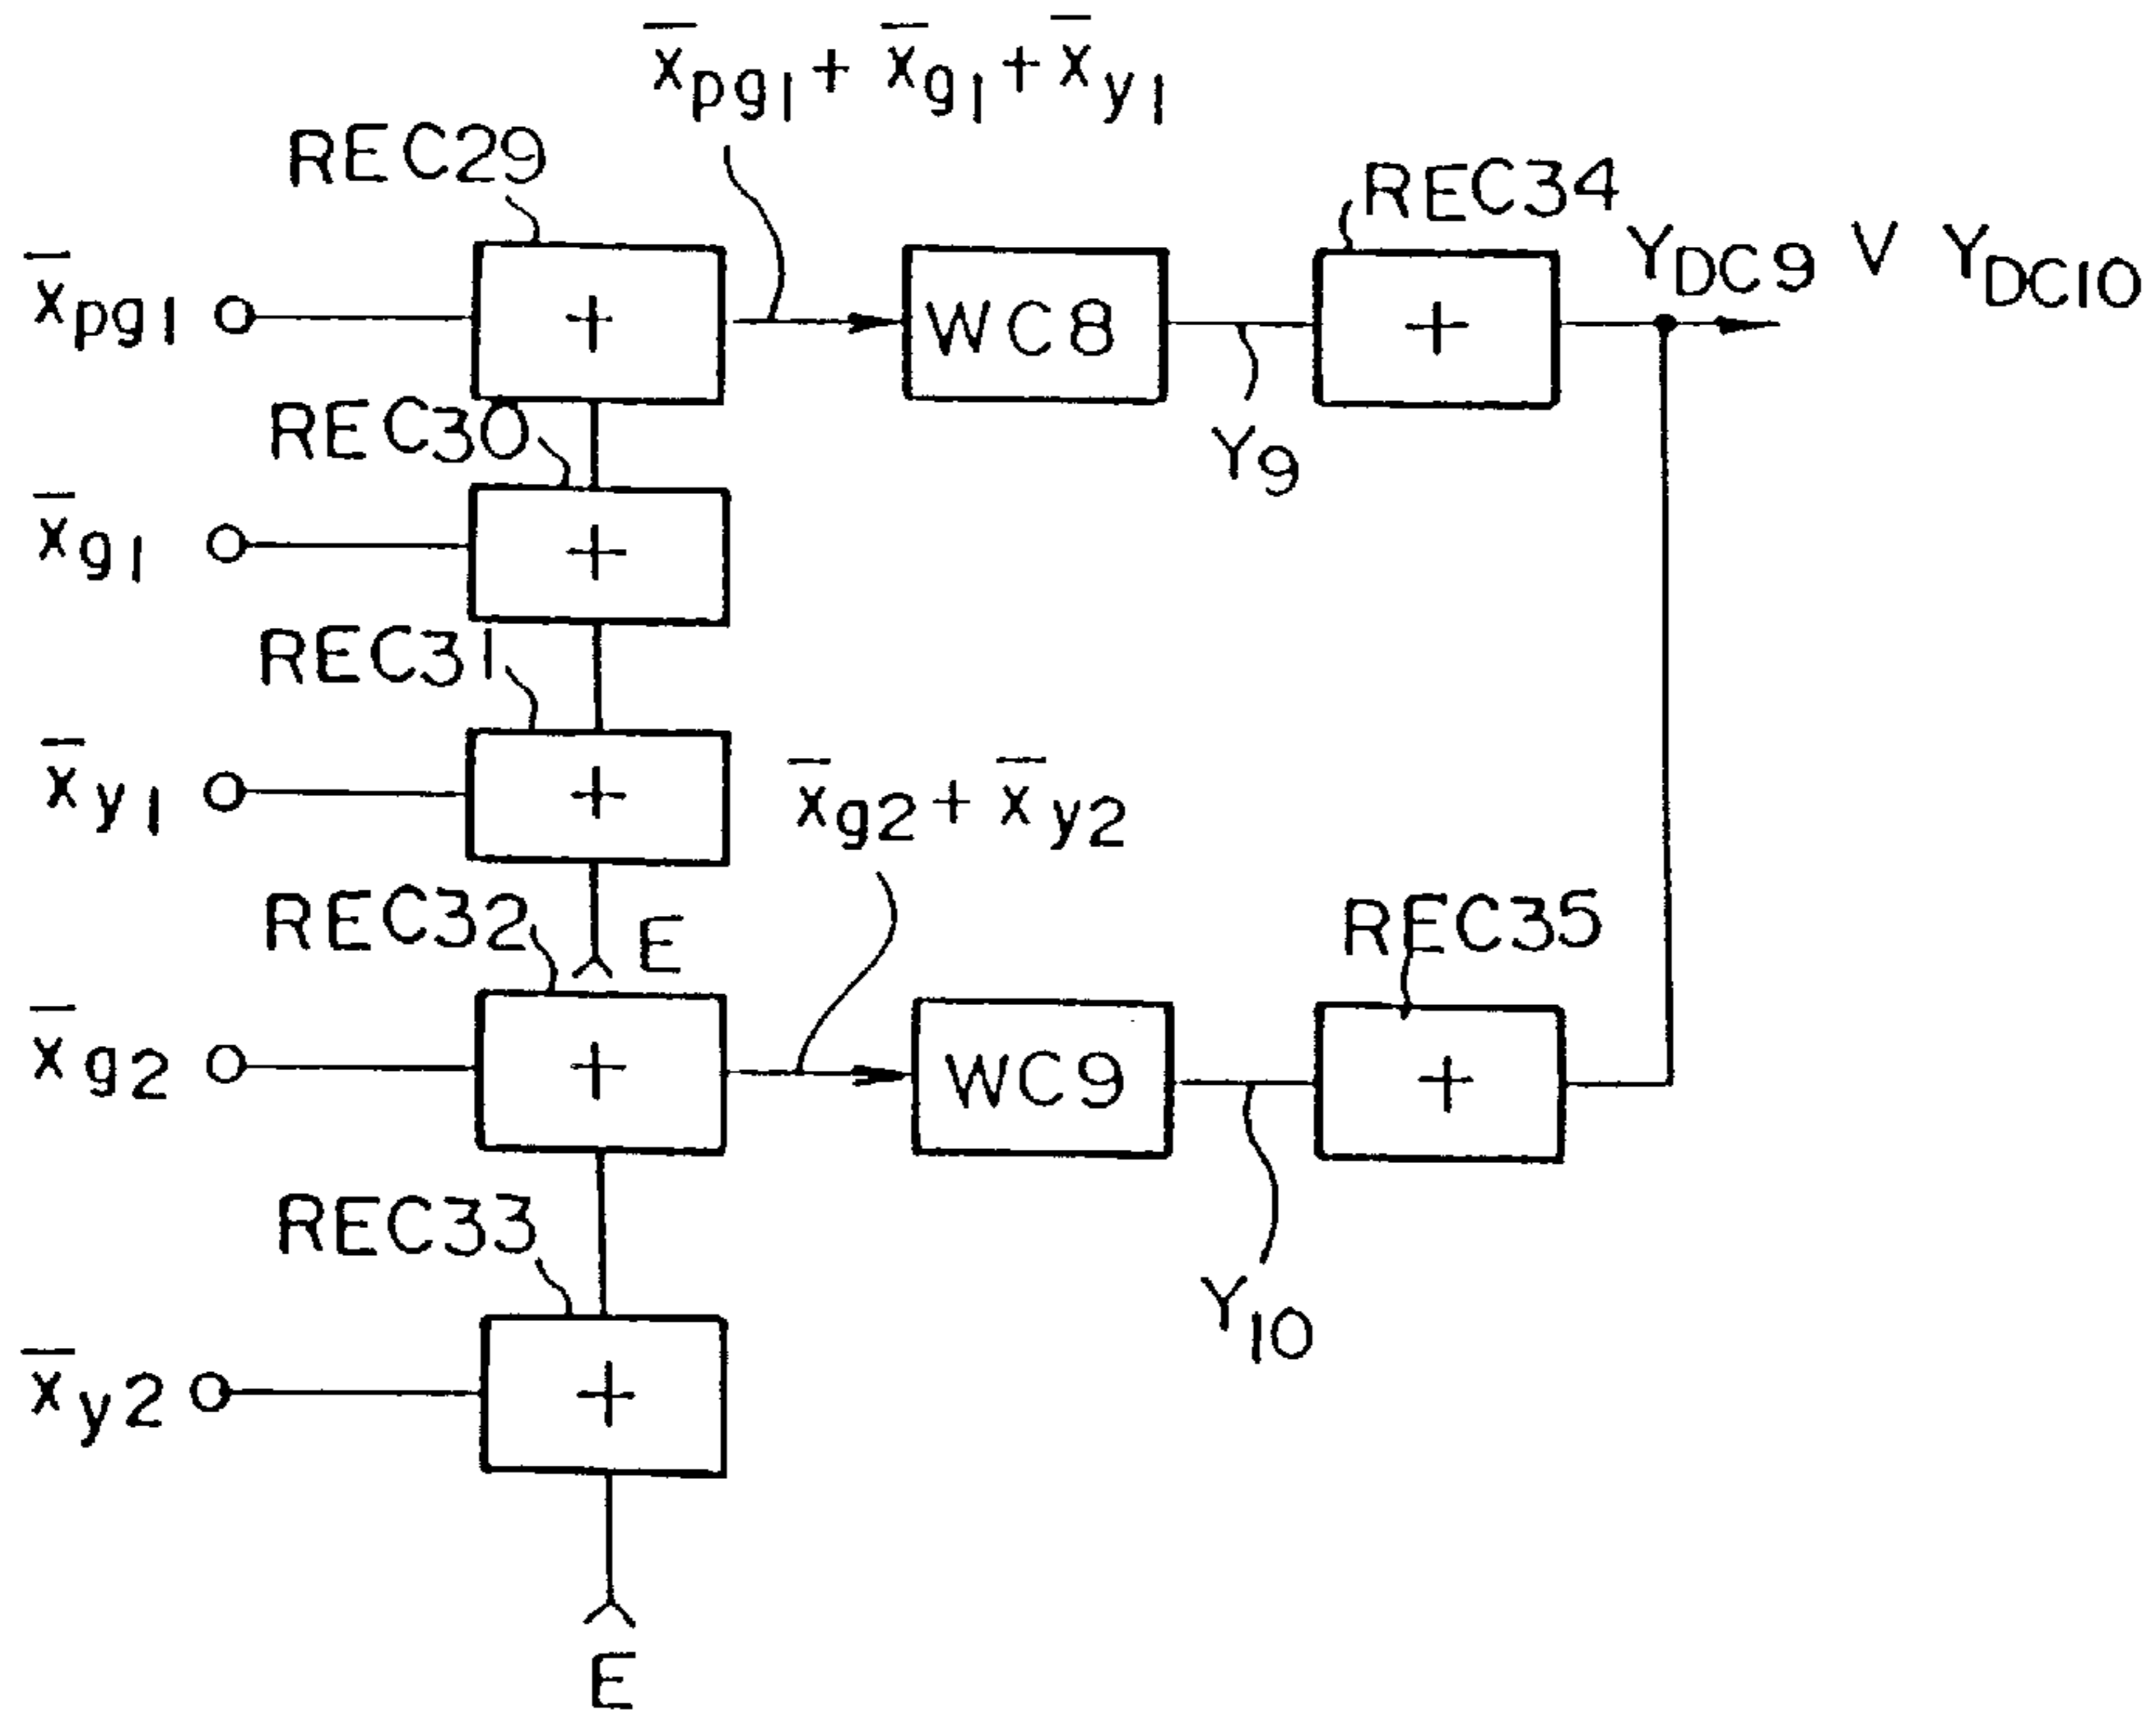 x̄pg1 + x̄g1 + x̄y1
REC29
REC34
x̄pg1
+
WC8
+
YDC9 V YDC10
REC30
Y9
x̄g1
+
REC31
x̄y1
+
x̄g2 + x̄y2
REC32
E
REC35
x̄g2
+
WC9
+
REC33
Y10
x̄y2
+
E